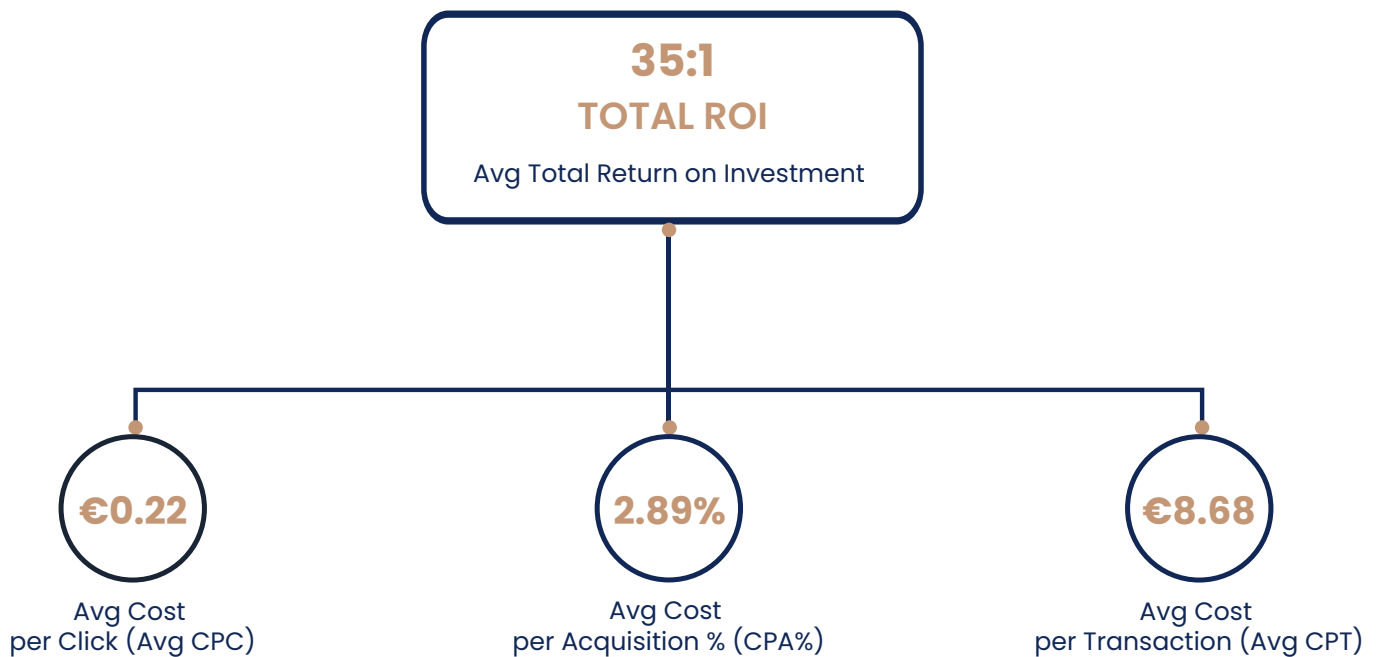 35:1
TOTAL ROI
Avg Total Return on Investment
€0.22
Avg Cost
per Click (Avg CPC)
2.89%
Avg Cost
per Acquisition % (CPA%)
€8.68
Avg Cost
per Transaction (Avg CPT)